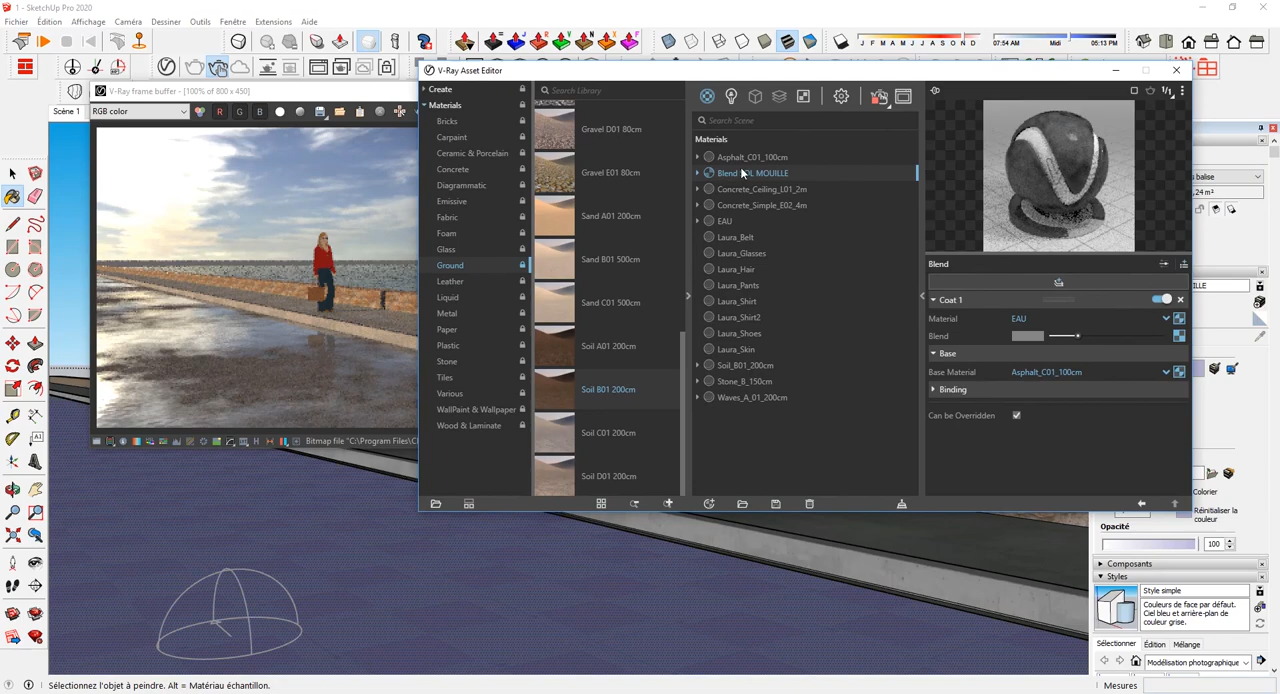 1 - SketchUp Pro 2020
Fichier Édition Affichage Caméra Dessiner Outils Fenêtre Extensions Aide
J F M A M J J A S O N D
07:54 AM Midi 05:13 PM
Scène 1
V-Ray frame buffer - [100% of 800 x 450]
RGB color
R G B
Bitmap file "C:\Program Files\Cl
V-Ray Asset Editor
Create
Materials
Bricks
Carpaint
Ceramic & Porcelain
Concrete
Diagrammatic
Emissive
Fabric
Foam
Glass
Ground
Leather
Liquid
Metal
Paper
Plastic
Stone
Tiles
Various
WallPaint & Wallpaper
Wood & Laminate
Search Library
Gravel D01 80cm
Gravel E01 80cm
Sand A01 200cm
Sand B01 500cm
Sand C01 500cm
Soil A01 200cm
Soil B01 200cm
Soil C01 200cm
Soil D01 200cm
Search Scene
Materials
Asphalt_C01_100cm
Blend OL MOUILLE
Concrete_Ceiling_L01_2m
Concrete_Simple_E02_4m
EAU
Laura_Belt
Laura_Glasses
Laura_Hair
Laura_Pants
Laura_Shirt
Laura_Shirt2
Laura_Shoes
Laura_Skin
Soil_B01_200cm
Stone_B_150cm
Waves_A_01_200cm
Blend
Coat 1
Material EAU
Blend
Base
Base Material Asphalt_C01_100cm
Binding
Can be Overridden
s balise
,24 m²
ILLE
Colorier
Réinitialiser la
couleur
Opacité
100
Composants
Styles
Style simple
Couleurs de face par défaut.
Ciel bleu et arrière-plan de
couleur grise.
Sélectionner Édition Mélange
Modélisation photographique
Sélectionnez l'objet à peindre. Alt = Matériau échantillon.
Mesures